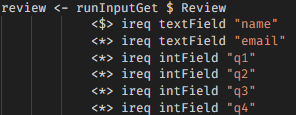 review <- runInputGet $ Review
<$> ireq textField "name"
<*> ireq textField "email"
<*> ireq intField "q1"
<*> ireq intField "q2"
<*> ireq intField "q3"
<*> ireq intField "q4"